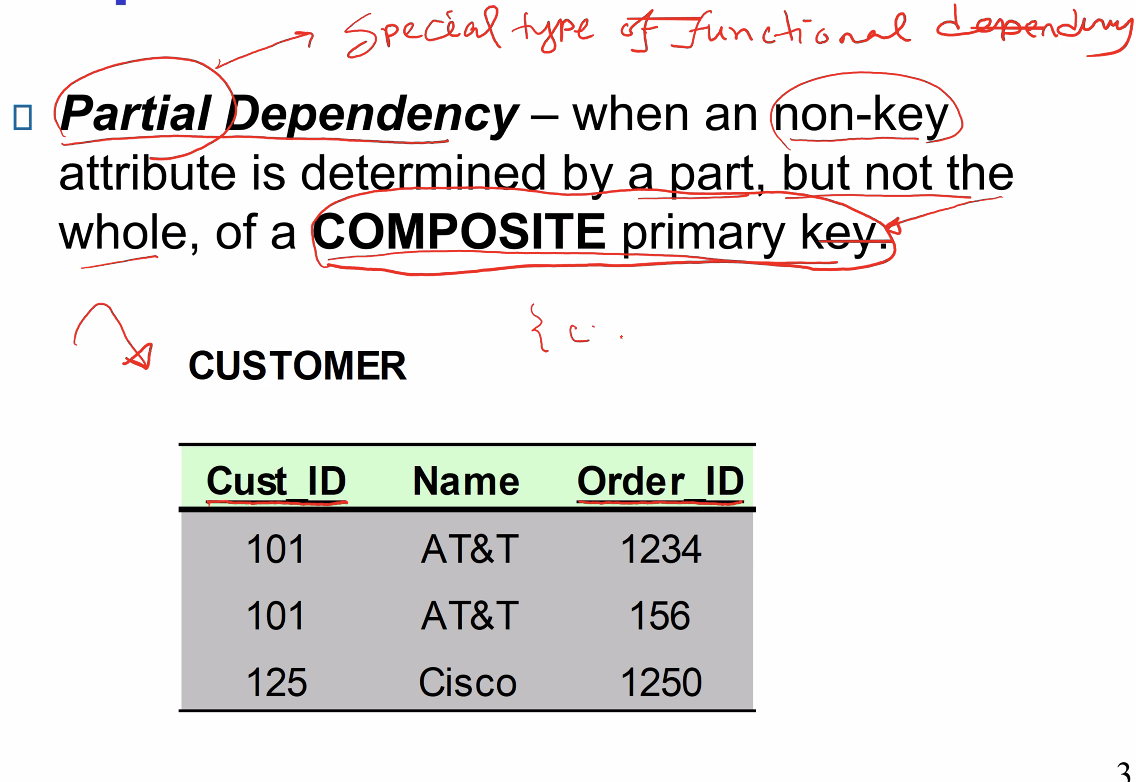 Special type of functional dependency
Partial Dependency – when an non-key
attribute is determined by a part, but not the
whole, of a COMPOSITE primary key.
{ c
CUSTOMER
Cust_ID Name Order_ID
101 AT&T 1234
101 AT&T 156
125 Cisco 1250
3